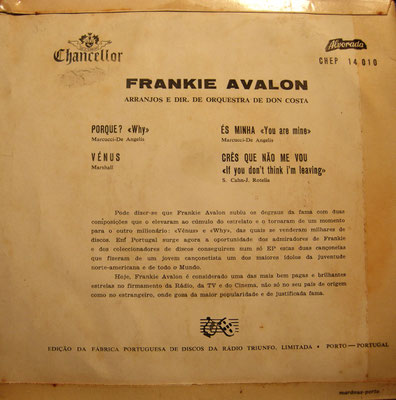 Chancellor
Alvorada
CHEP 14 010
FRANKIE AVALON
ARRANJOS E DIR. DE ORQUESTRA DE DON COSTA
PORQUE? «Why»
Marcucci-De Angelis
VÉNUS
Marshall
ÉS MINHA «You are mine»
Marcucci-De Angelis
CRÊS QUE NÃO ME VOU
«If you don't think i'm leaving»
S. Cahn-J. Rotella
Pode dizer-se que Frankie Avalon subiu os degraus da fama com duas
composições que o elevaram ao cúmulo do estrelato e o tornaram de um momento
para o outro milionário: «Vénus» e «Why», das quais se venderam milhares de
discos. Em Portugal surge agora a oportunidade dos admiradores de Frankie
e dos coleccionadores de discos conseguirem num só EP estas duas cançonetas
que fizeram de um jovem cançonetista um dos maiores ídolos da juventude
norte-americana e de todo o Mundo.
Hoje, Frankie Avalon é considerado uma das mais bem pagas e brilhantes
estrelas no firmamento da Rádio, da TV e do Cinema, não só no seu país de origem
como no estrangeiro, onde goza da maior popularidade e de justificada fama.
EDIÇÃO DA FÁBRICA PORTUGUESA DE DISCOS DA RÁDIO TRIUNFO, LIMITADA • PORTO—PORTUGAL